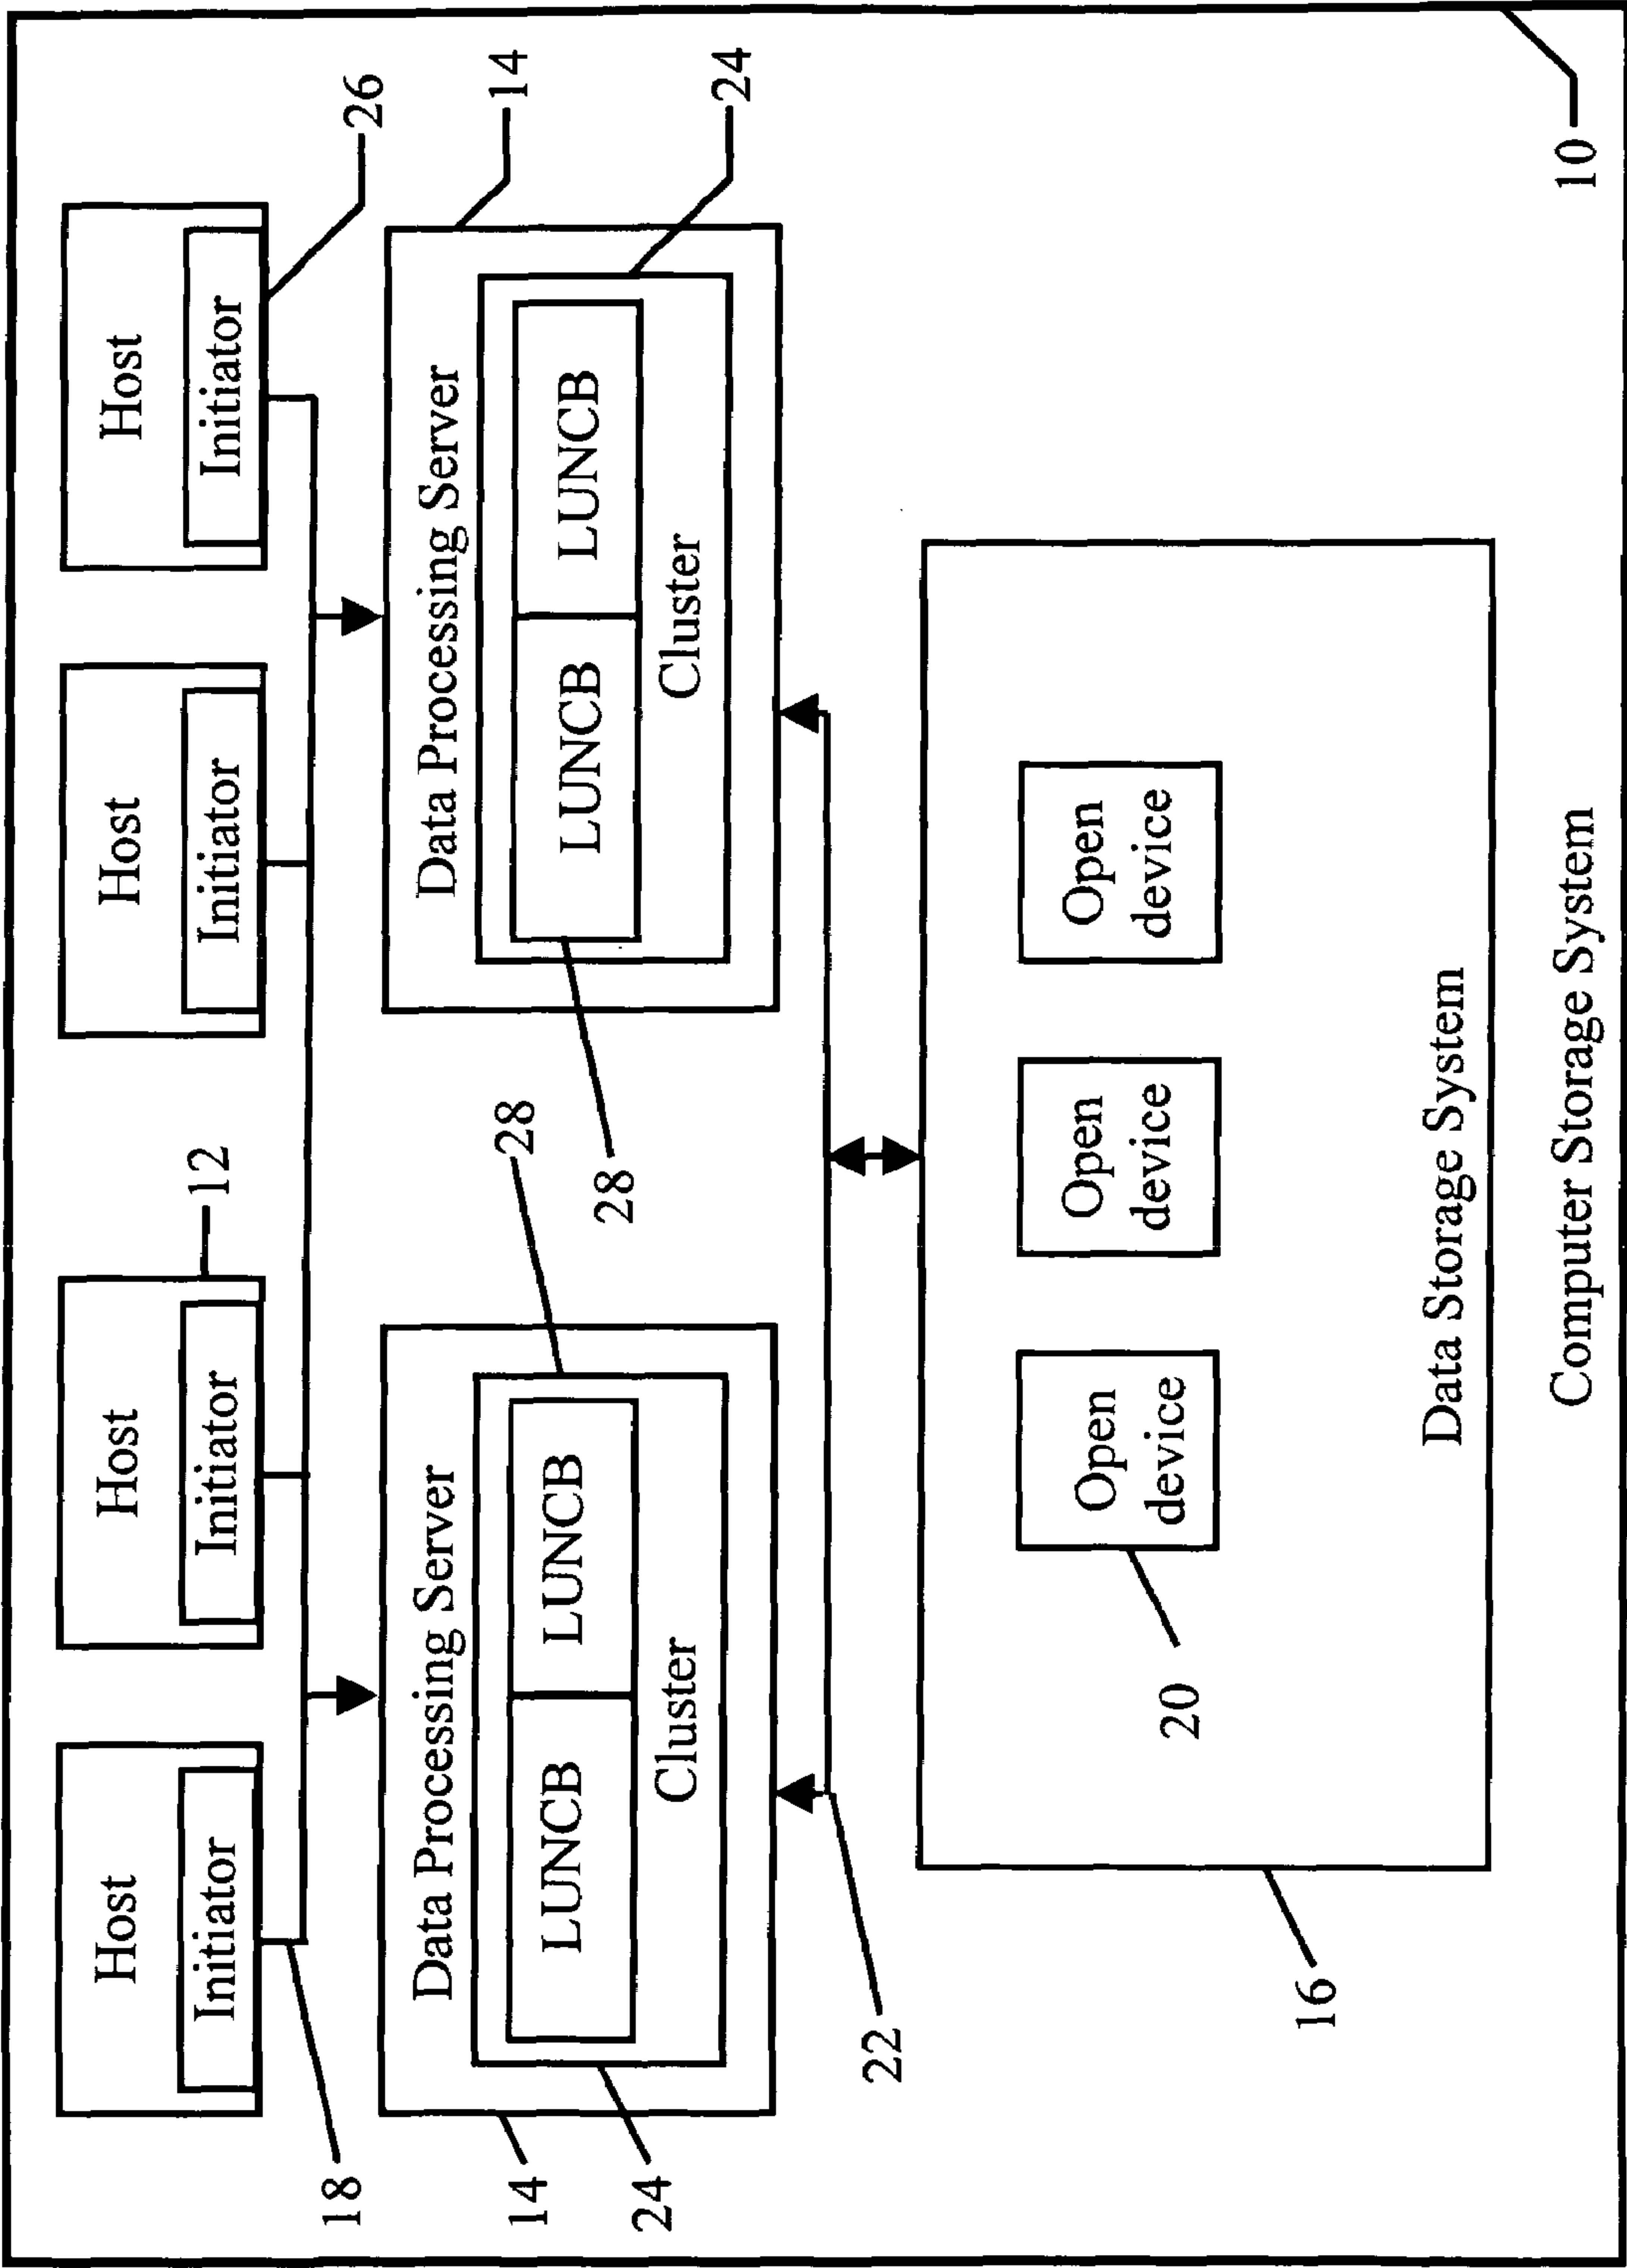 Host
Initiator
Host
Initiator
12
Host
Initiator
Host
Initiator
26
18
14
Data Processing Server
LUNCB
LUNCB
Cluster
24
28
28
Data Processing Server
LUNCB
LUNCB
Cluster
14
24
22
Open
device
Open
device
Open
device
20
Data Storage System
16
Computer Storage System
10